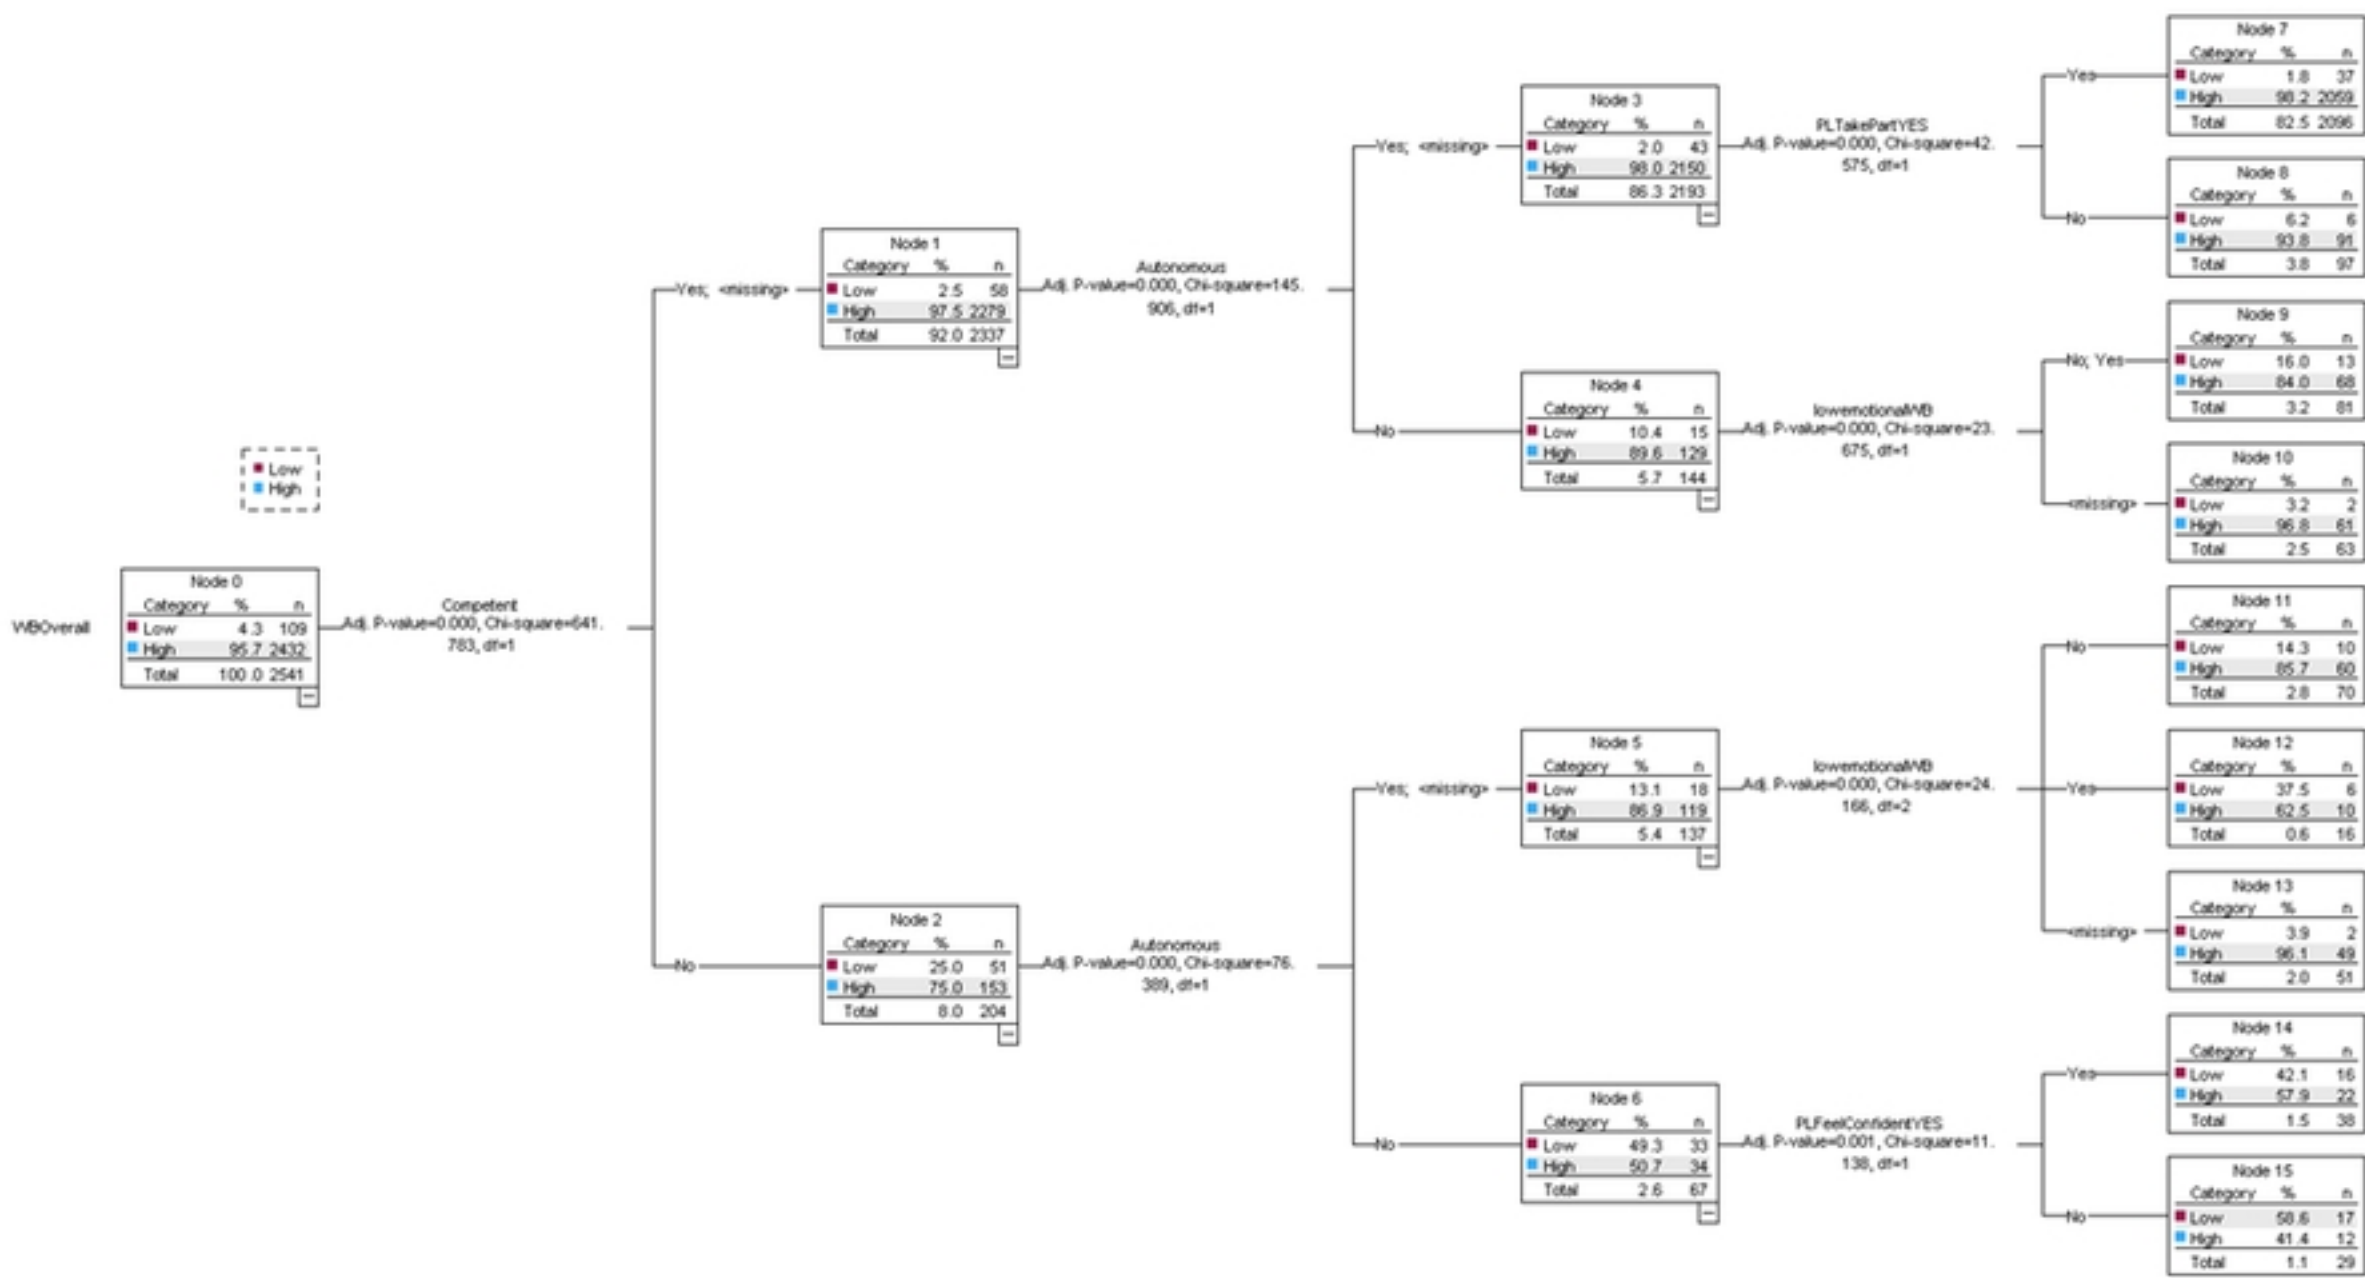 WBOverall
Low
High
Node 0
Category % n
Low 4.3 109
High 95.7 2432
Total 100.0 2541
Competent
Adj. P-value=0.000, Chi-square=641.
783, df=1
Yes; <missing>
No
Node 1
Category % n
Low 2.5 58
High 97.5 2279
Total 92.0 2337
Autonomous
Adj. P-value=0.000, Chi-square=145.
906, df=1
Yes; <missing>
No
Node 2
Category % n
Low 25.0 51
High 75.0 153
Total 8.0 204
Autonomous
Adj. P-value=0.000, Chi-square=76.
389, df=1
Yes; <missing>
No
Node 3
Category % n
Low 2.0 43
High 98.0 2150
Total 86.3 2193
PLTakePartYES
Adj. P-value=0.000, Chi-square=42.
575, df=1
Yes
No
Node 4
Category % n
Low 10.4 15
High 89.6 129
Total 5.7 144
lowemotionalWB
Adj. P-value=0.000, Chi-square=23.
675, df=1
No; Yes
<missing>
Node 5
Category % n
Low 13.1 18
High 86.9 119
Total 5.4 137
lowemotionalWB
Adj. P-value=0.000, Chi-square=24.
166, df=2
No
Yes
<missing>
Node 6
Category % n
Low 49.3 33
High 50.7 34
Total 2.6 67
PLFeelConfidentYES
Adj. P-value=0.001, Chi-square=11.
138, df=1
Yes
No
Node 7
Category % n
Low 1.8 37
High 98.2 2059
Total 82.5 2096
Node 8
Category % n
Low 6.2 6
High 93.8 91
Total 3.8 97
Node 9
Category % n
Low 16.0 13
High 84.0 68
Total 3.2 81
Node 10
Category % n
Low 3.2 2
High 96.8 61
Total 2.5 63
Node 11
Category % n
Low 14.3 10
High 85.7 60
Total 2.8 70
Node 12
Category % n
Low 37.5 6
High 62.5 10
Total 0.6 16
Node 13
Category % n
Low 3.9 2
High 96.1 49
Total 2.0 51
Node 14
Category % n
Low 42.1 16
High 57.9 22
Total 1.5 38
Node 15
Category % n
Low 58.6 17
High 41.4 12
Total 1.1 29